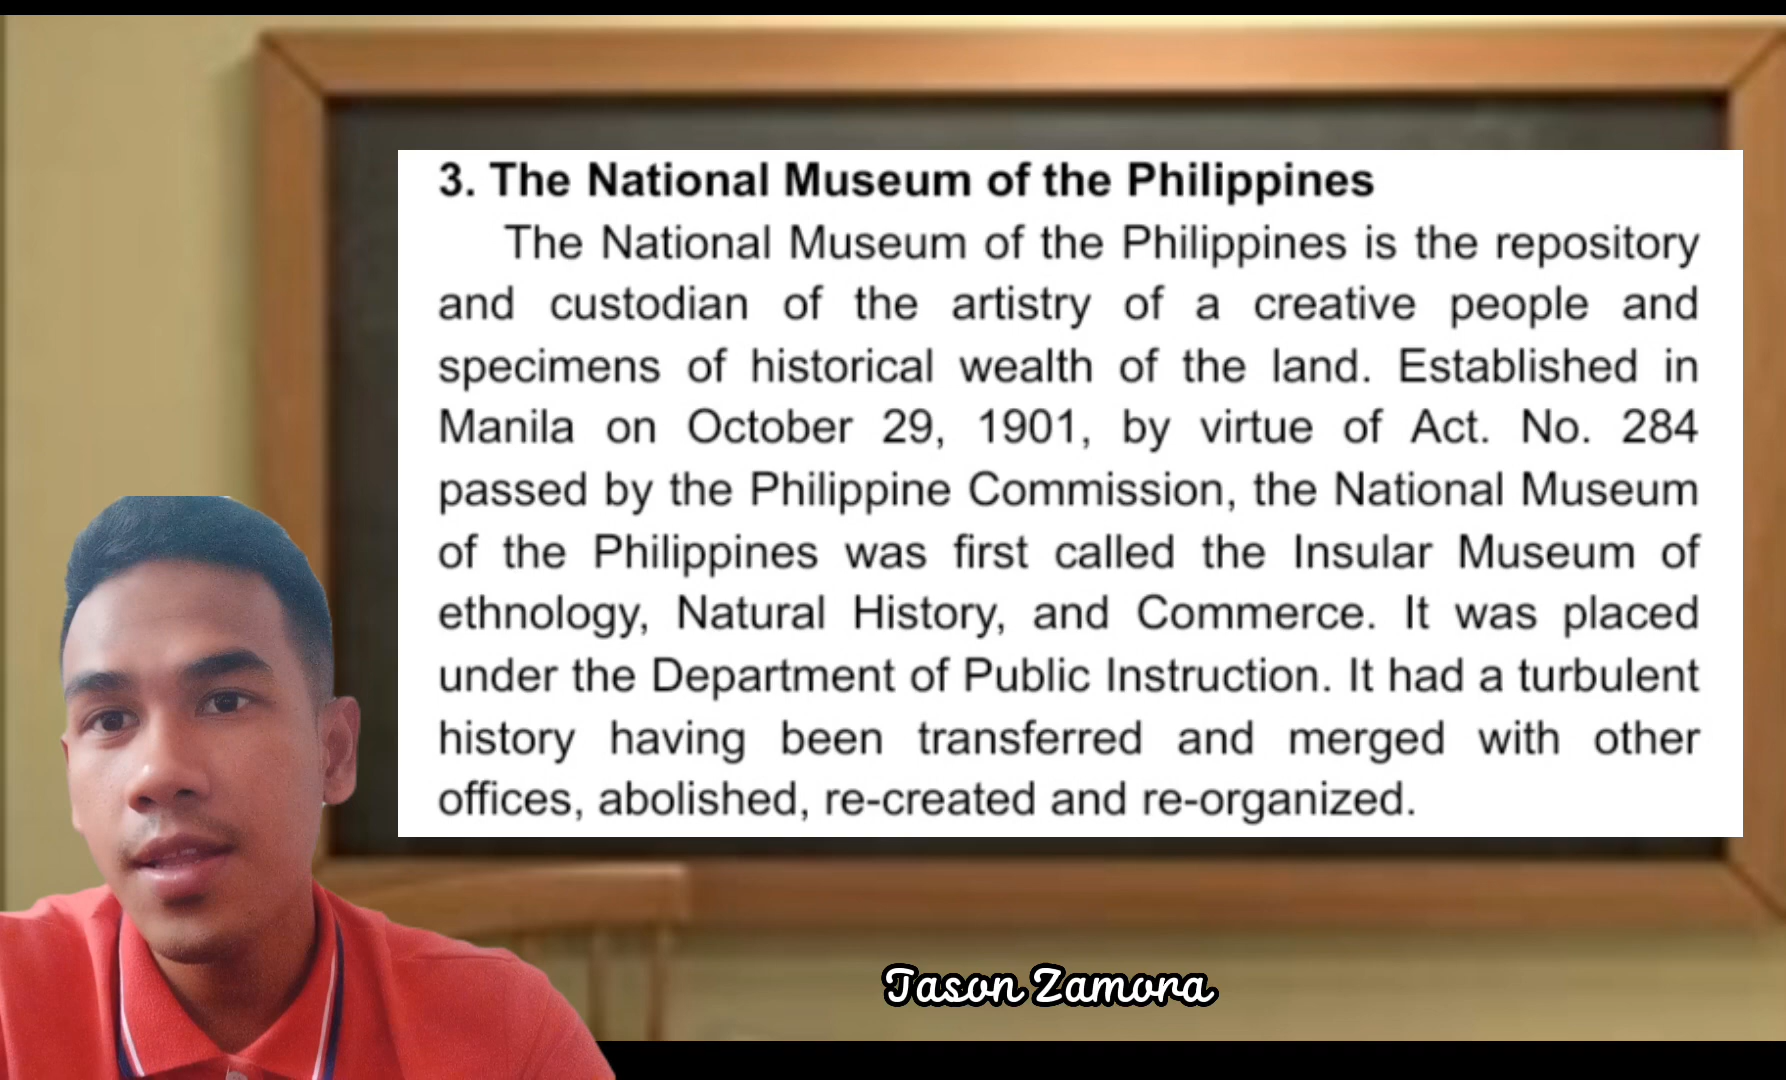 3. The National Museum of the Philippines
The National Museum of the Philippines is the repository
and custodian of the artistry of a creative people and
specimens of historical wealth of the land. Established in
Manila on October 29, 1901, by virtue of Act. No. 284
passed by the Philippine Commission, the National Museum
of the Philippines was first called the Insular Museum of
ethnology, Natural History, and Commerce. It was placed
under the Department of Public Instruction. It had a turbulent
history having been transferred and merged with other
offices, abolished, re-created and re-organized.
Jason Zamora